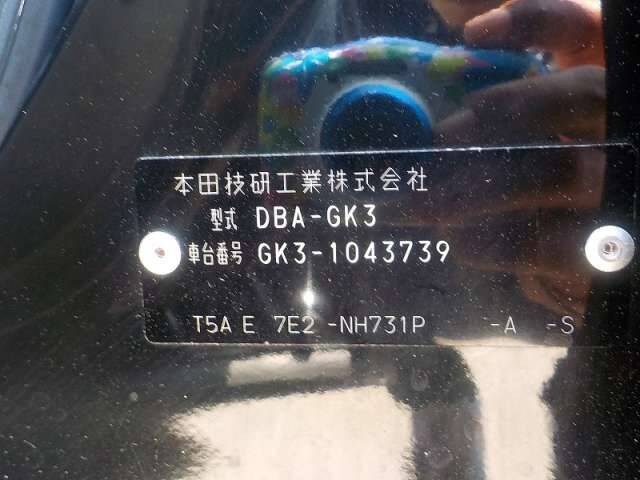 本田技研工業株式会社
型式 DBA-GK3
車台番号 GK3-1043739
T5A E 7E2 -NH731P -A -S